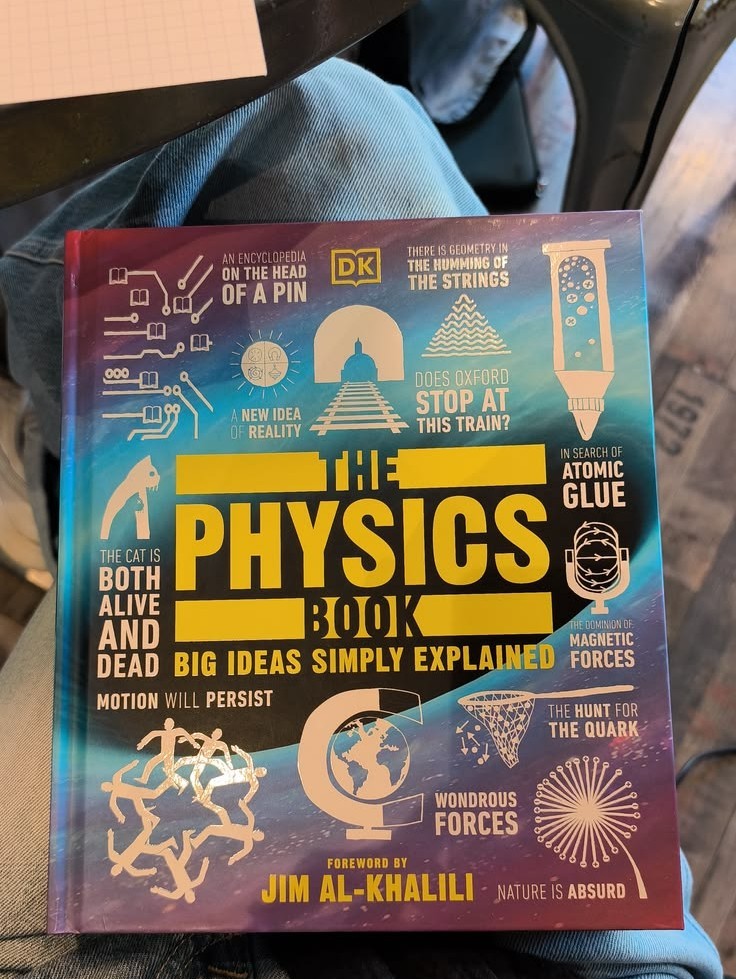 AN ENCYCLOPEDIA
ON THE HEAD
OF A PIN
DK
THERE IS GEOMETRY IN
THE HUMMING OF
THE STRINGS
A NEW IDEA
OF REALITY
DOES OXFORD
STOP AT
THIS TRAIN?
IN SEARCH OF
ATOMIC
GLUE
THE
PHYSICS
BOOK
BIG IDEAS SIMPLY EXPLAINED
THE CAT IS
BOTH
ALIVE
AND
DEAD
THE DOMINION OF
MAGNETIC
FORCES
MOTION WILL PERSIST
THE HUNT FOR
THE QUARK
WONDROUS
FORCES
FOREWORD BY
JIM AL-KHALILI
NATURE IS ABSURD